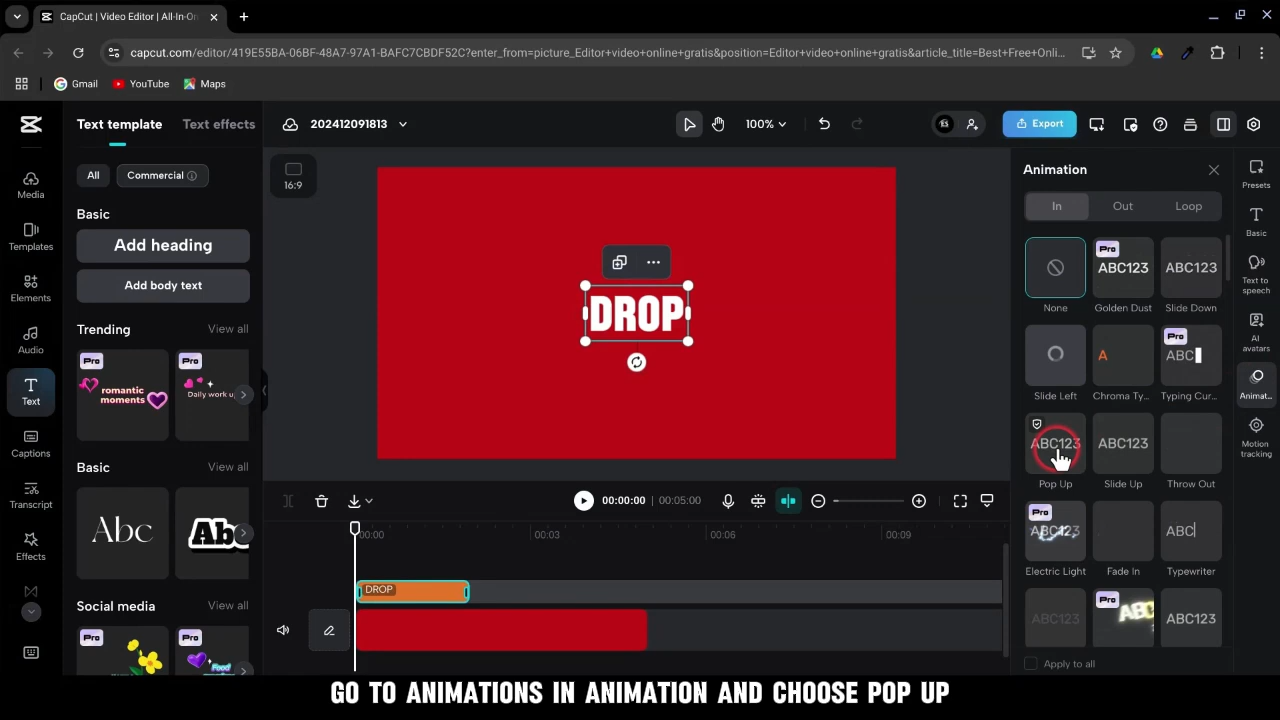 CapCut | Video Editor | All-In-On
capcut.com/editor/419E55BA-06BF-48A7-97A1-BAFC7CBDF52C?enter_from=picture_Editor+video+online+gratis&position=Editor+video+online+gratis&article_title=Best+Free+Onli...
Gmail
YouTube
Maps
Text template
Text effects
202412091813
100%
Export
Media
Templates
Elements
Audio
Text
Captions
Transcript
Effects
All
Commercial
Basic
Add heading
Add body text
Trending
View all
Pro
romantic
moments
Pro
Daily work u
Basic
View all
Abc
Ab
Social media
View all
Pro
Pro
Food
16:9
DROP
Animation
In
Out
Loop
None
Pro
ABC123
Golden Dust
ABC123
Slide Down
Slide Left
A
Chroma Ty...
Pro
ABC
Typing Cur...
ABC123
Pop Up
ABC123
Slide Up
Throw Out
Pro
ABC12
Electric Light
Fade In
ABC
Typewriter
ABC123
Pro
ABC
ABC123
Apply to all
Presets
Basic
Text to
speech
AI
avatars
Animat...
Motion
tracking
00:00:00 | 00:05:00
00:00
00:03
00:06
00:09
DROP
GO TO ANIMATIONS IN ANIMATION AND CHOOSE POP UP